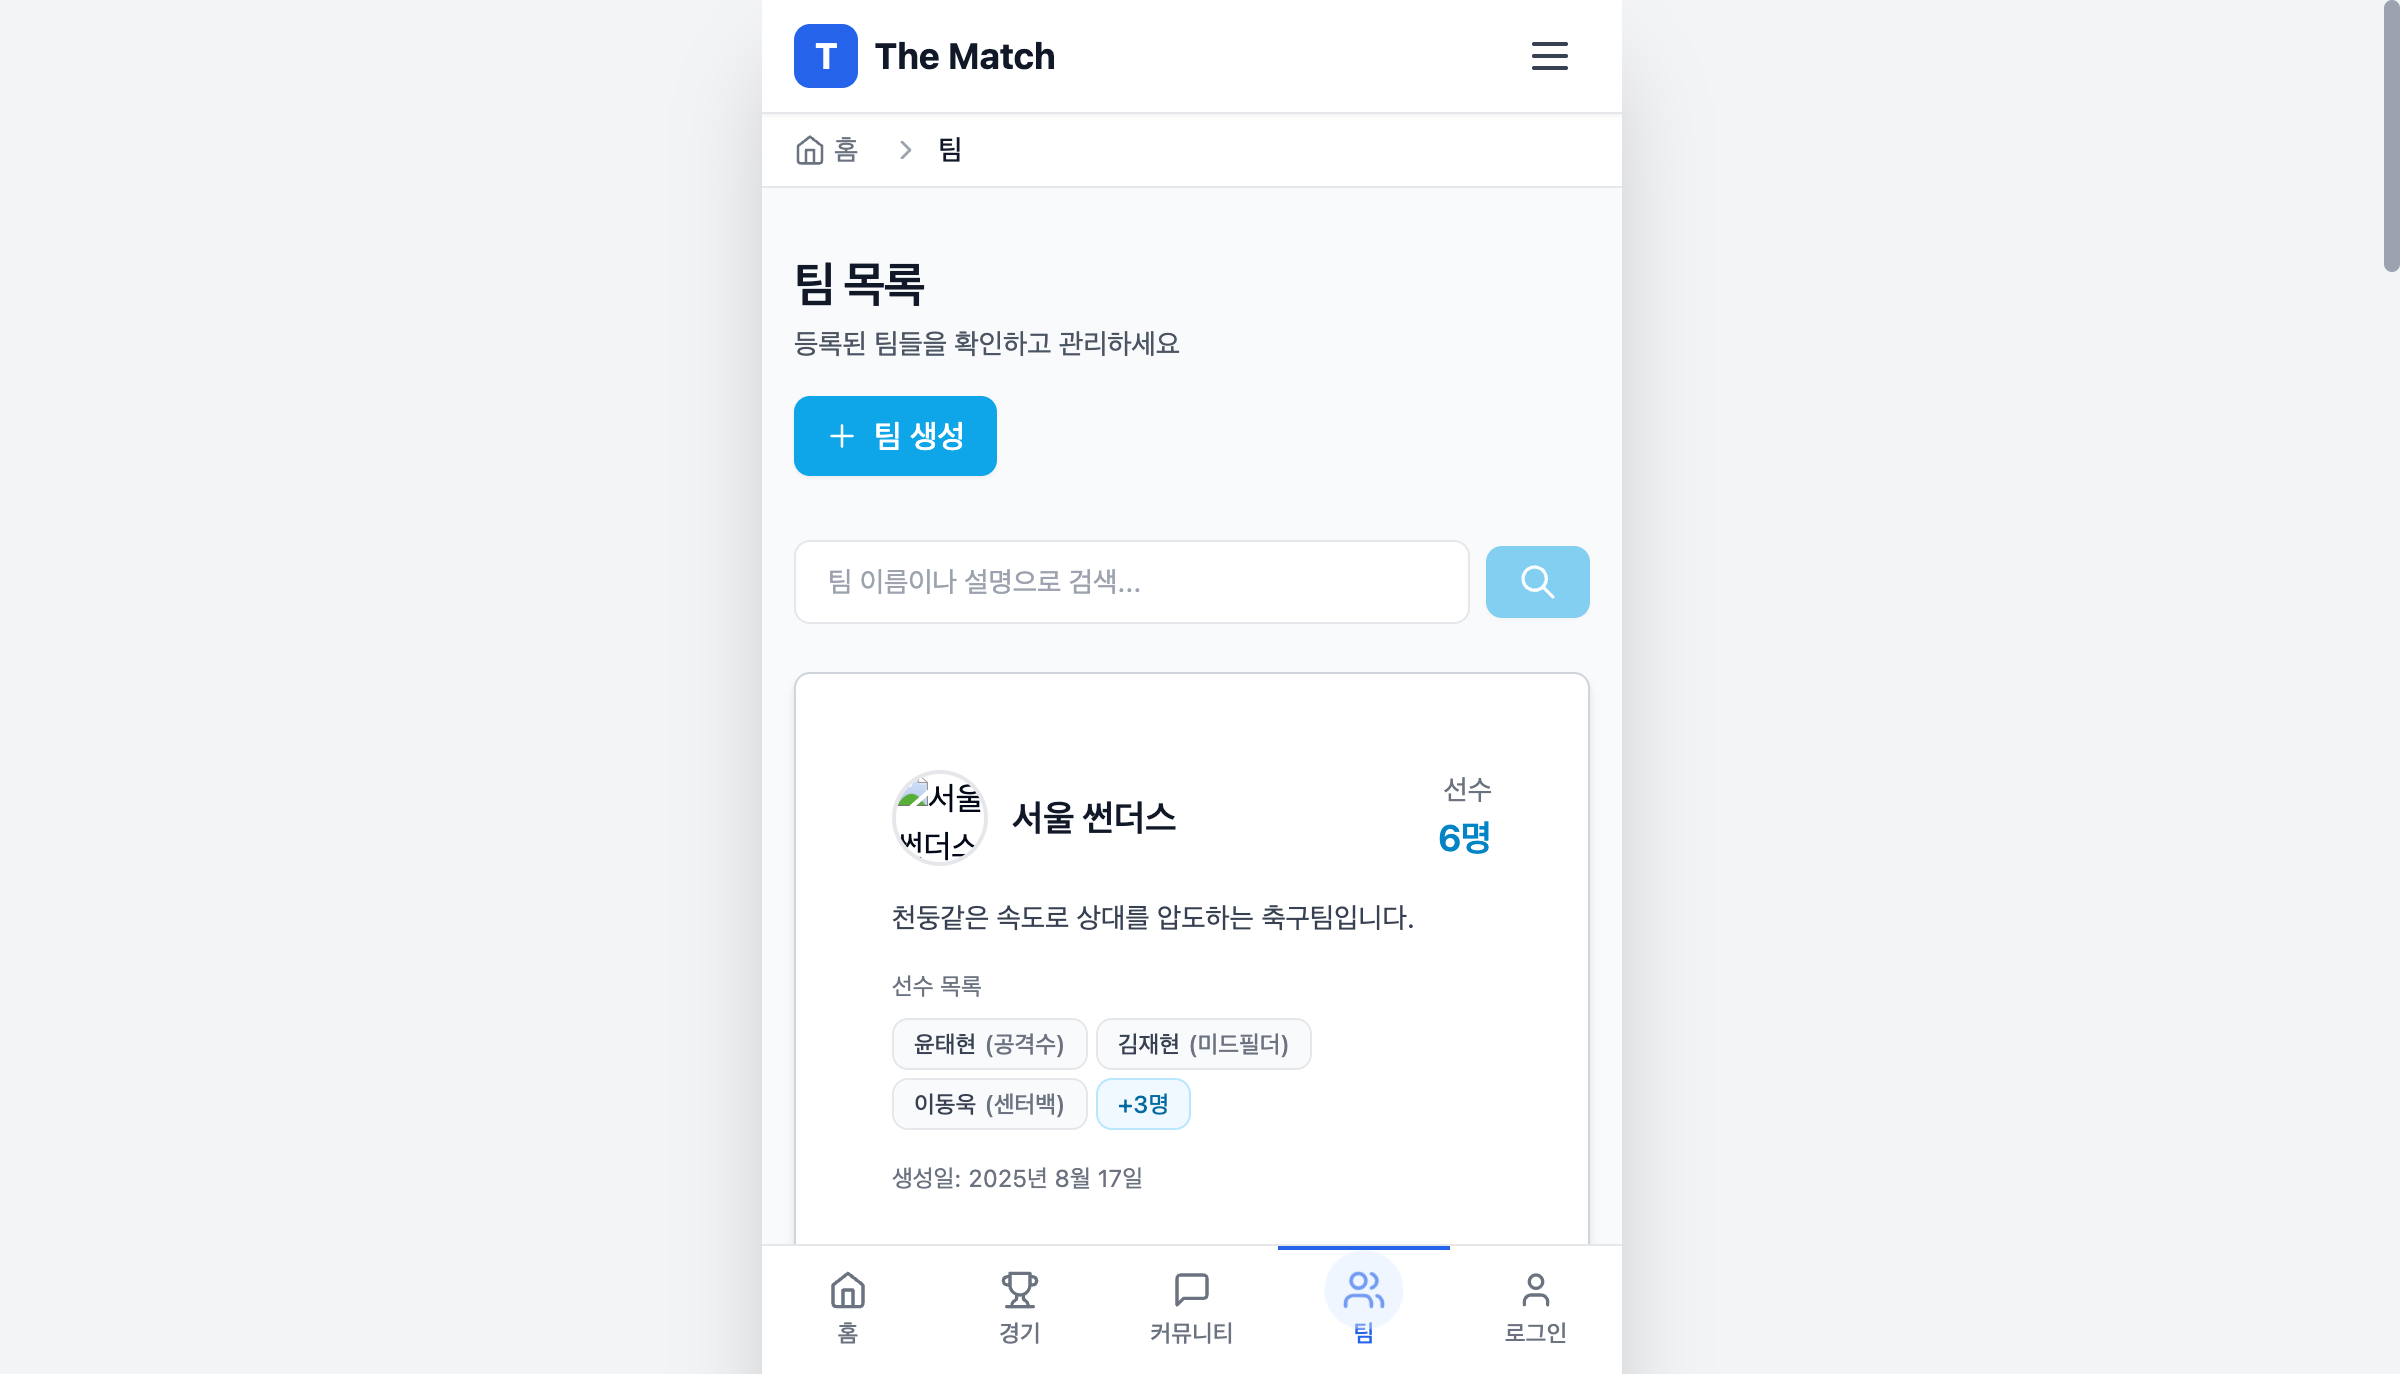 T The Match
홈 > 팀
팀 목록
등록된 팀들을 확인하고 관리하세요
+ 팀 생성
팀 이름이나 설명으로 검색...
서울 썬더스
서울 썬더스
선수
6명
천둥같은 속도로 상대를 압도하는 축구팀입니다.
선수 목록
윤태현 (공격수) 김재현 (미드필더)
이동욱 (센터백) +3명
생성일: 2025년 8월 17일
홈 경기 커뮤니티 팀 로그인